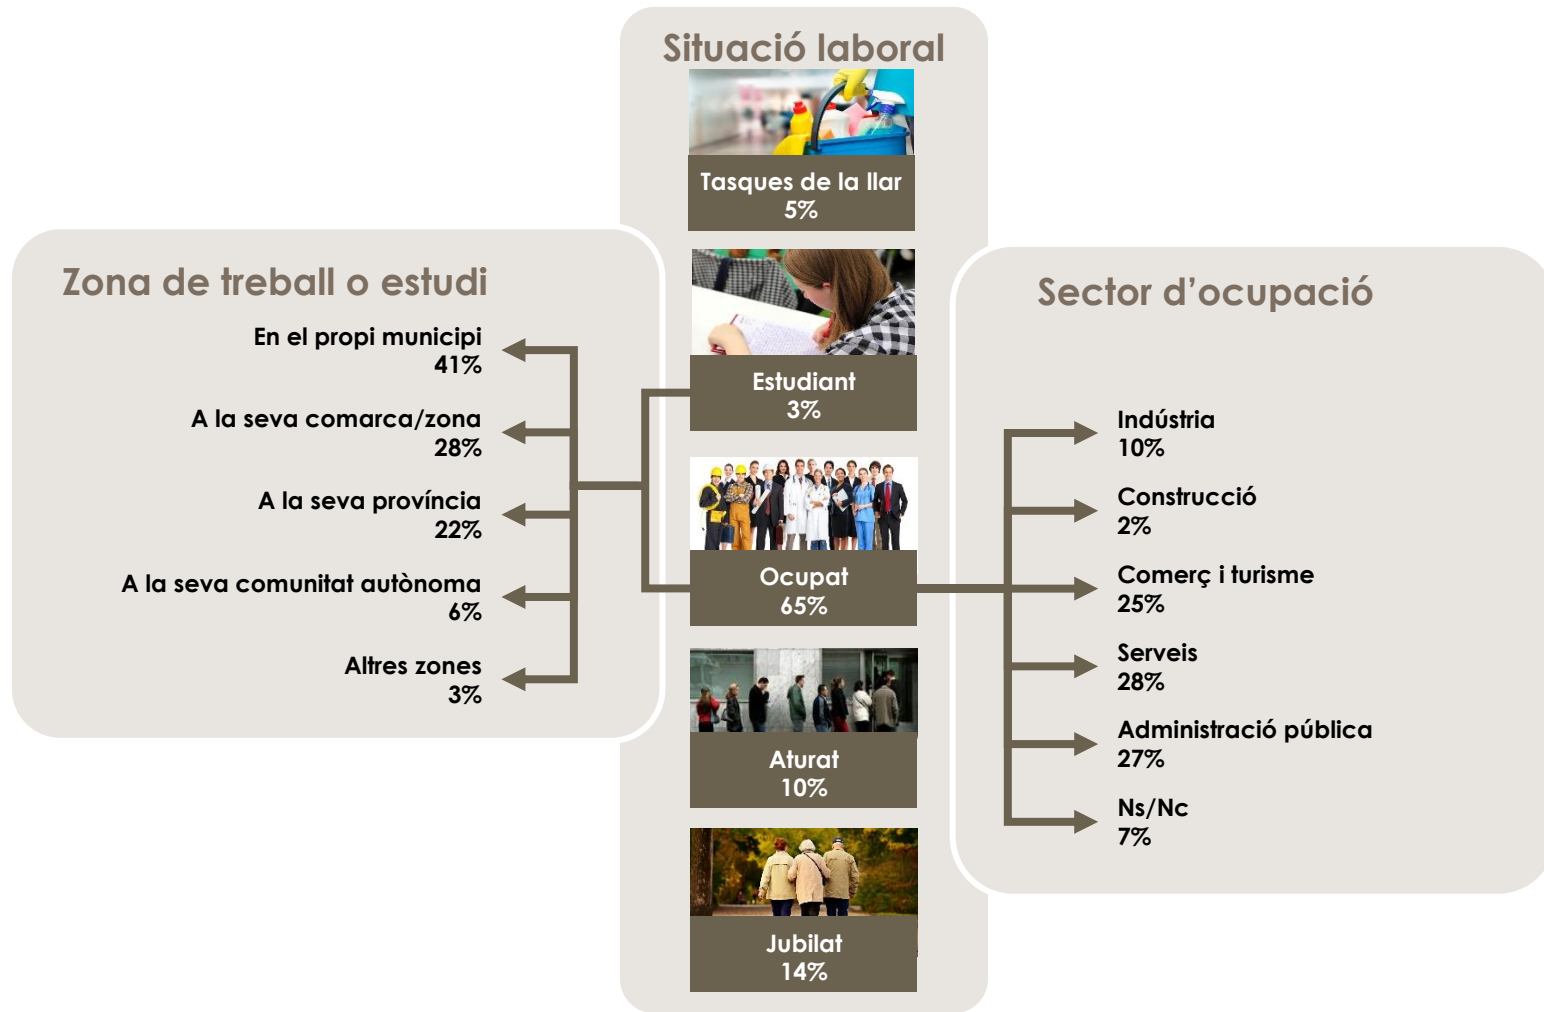 Situació laboral
Tasques de la llar
5%
Estudiant
3%
Ocupat
65%
Aturat
10%
Jubilat
14%
Zona de treball o estudi
En el propi municipi
41%
A la seva comarca/zona
28%
A la seva província
22%
A la seva comunitat autònoma
6%
Altres zones
3%
Sector d’ocupació
Indústria
10%
Construcció
2%
Comerç i turisme
25%
Serveis
28%
Administració pública
27%
Ns/Nc
7%